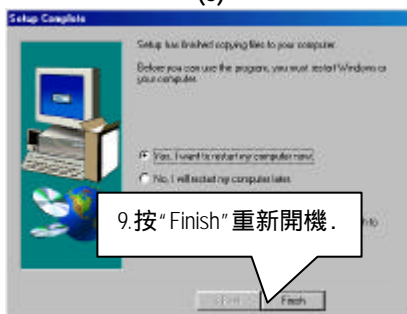 Setup Complete
Setup has finished copying files to your computer.
Before you can use the program, you must restart Windows or
your computer.
Yes, I want to restart my computer now.
No, I will restart my computer later.
9.按“Finish”重新開機.
to
Finish